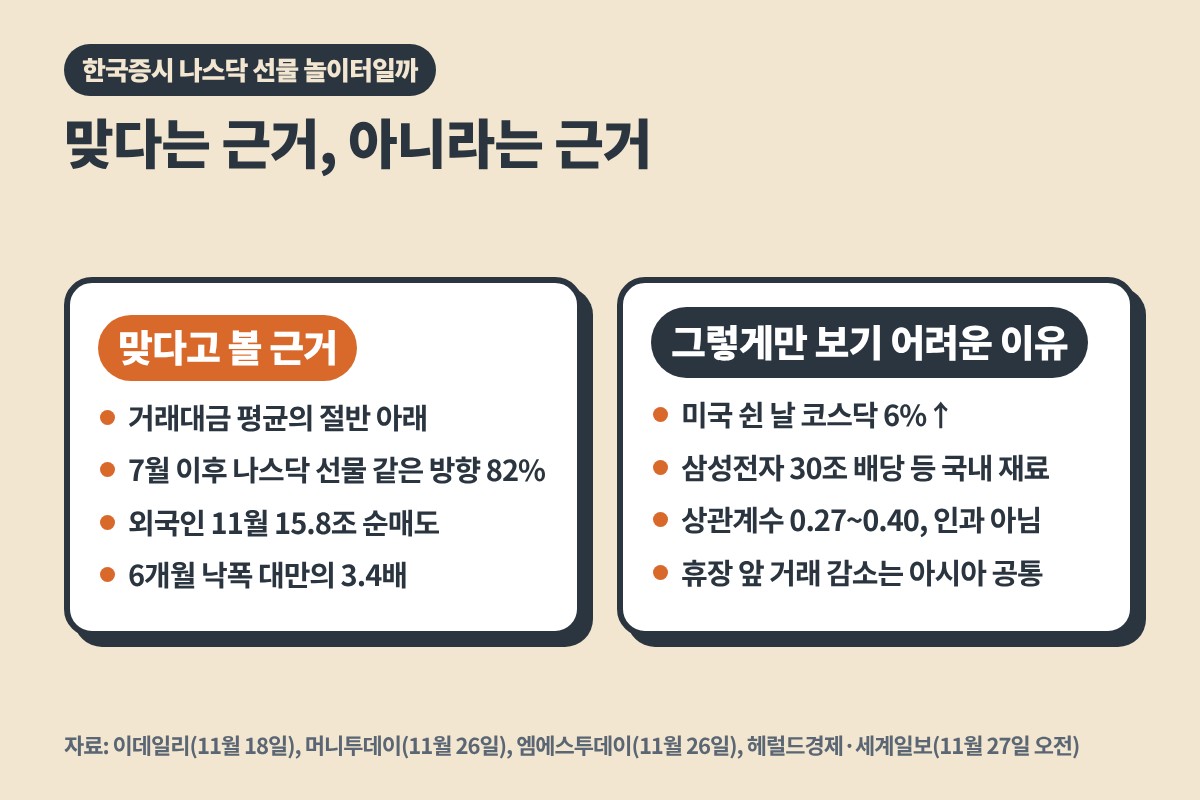 한국증시 나스닥 선물 놀이터일까
맞다는 근거, 아니라는 근거
맞다고 볼 근거
거래대금 평균의 절반 아래
7월 이후 나스닥 선물 같은 방향 82%
외국인 11월 15.8조 순매도
6개월 낙폭 대만의 3.4배
그렇게만 보기 어려운 이유
미국 쉰 날 코스닥 6%↑
삼성전자 30조 배당 등 국내 재료
상관계수 0.27~0.40, 인과 아님
휴장 앞 거래 감소는 아시아 공통
자료: 이데일리(11월 18일), 머니투데이(11월 26일), 엠에스투데이(11월 26일), 헤럴드경제·세계일보(11월 27일 오전)